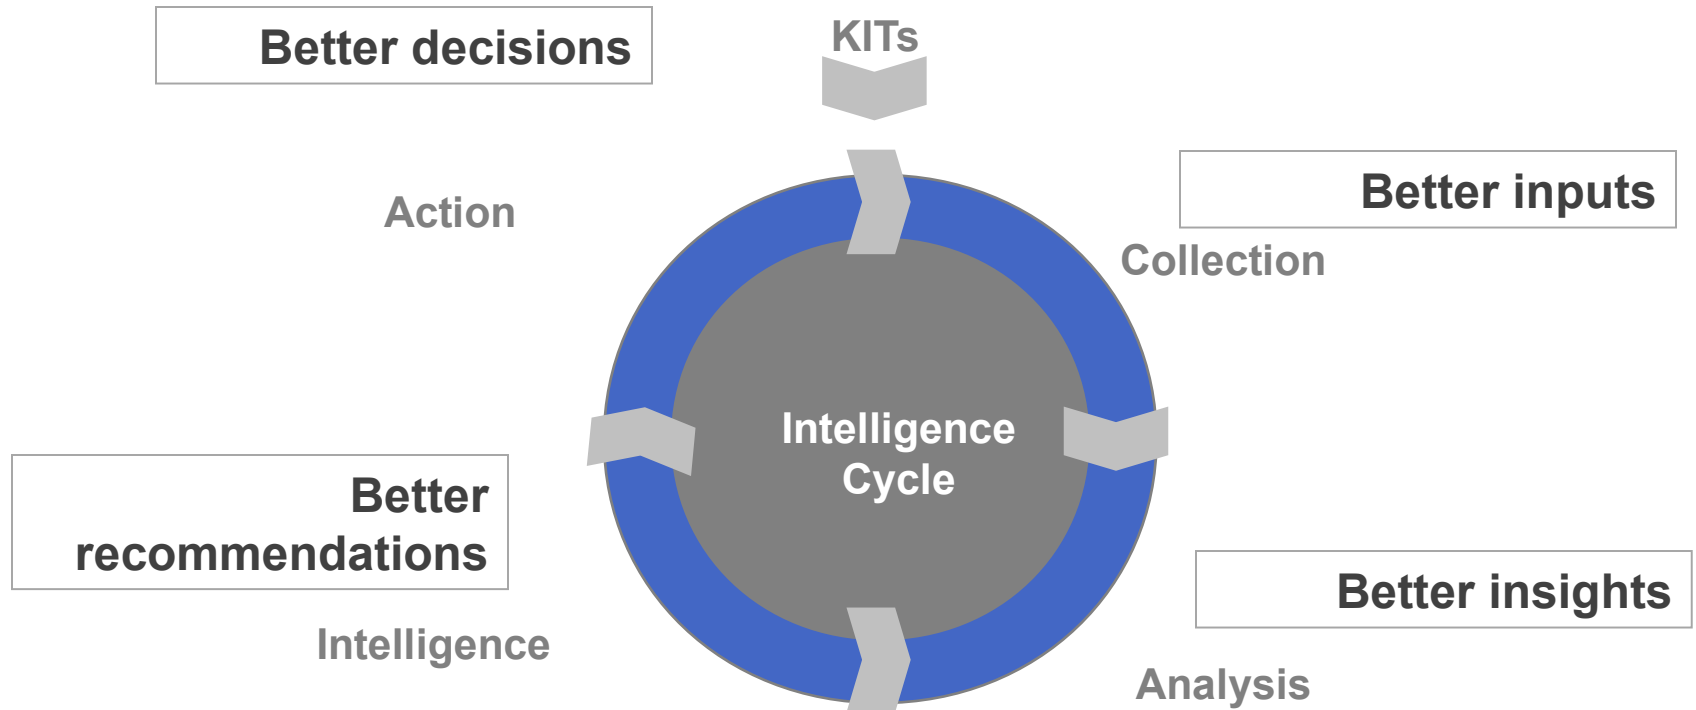 Better decisions
KITs
Better inputs
Action
Collection
Intelligence
Cycle
Better
recommendations
Better insights
Intelligence
Analysis